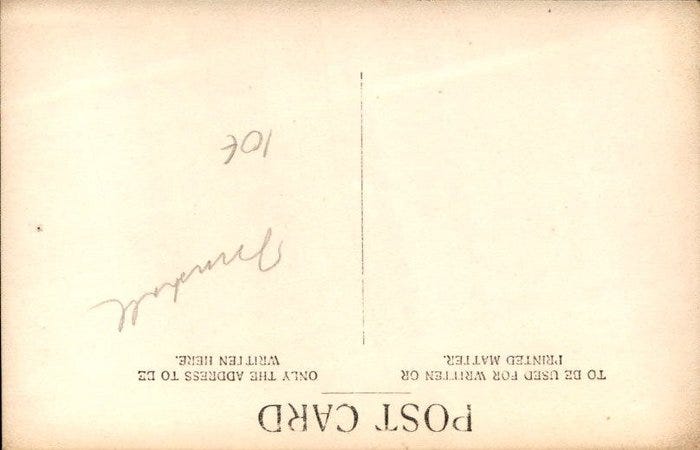 POST CARD
TO BE USED FOR WRITTEN OR
PRINTED MATTER.
ONLY THE ADDRESS TO BE
WRITTEN HERE.
10¢